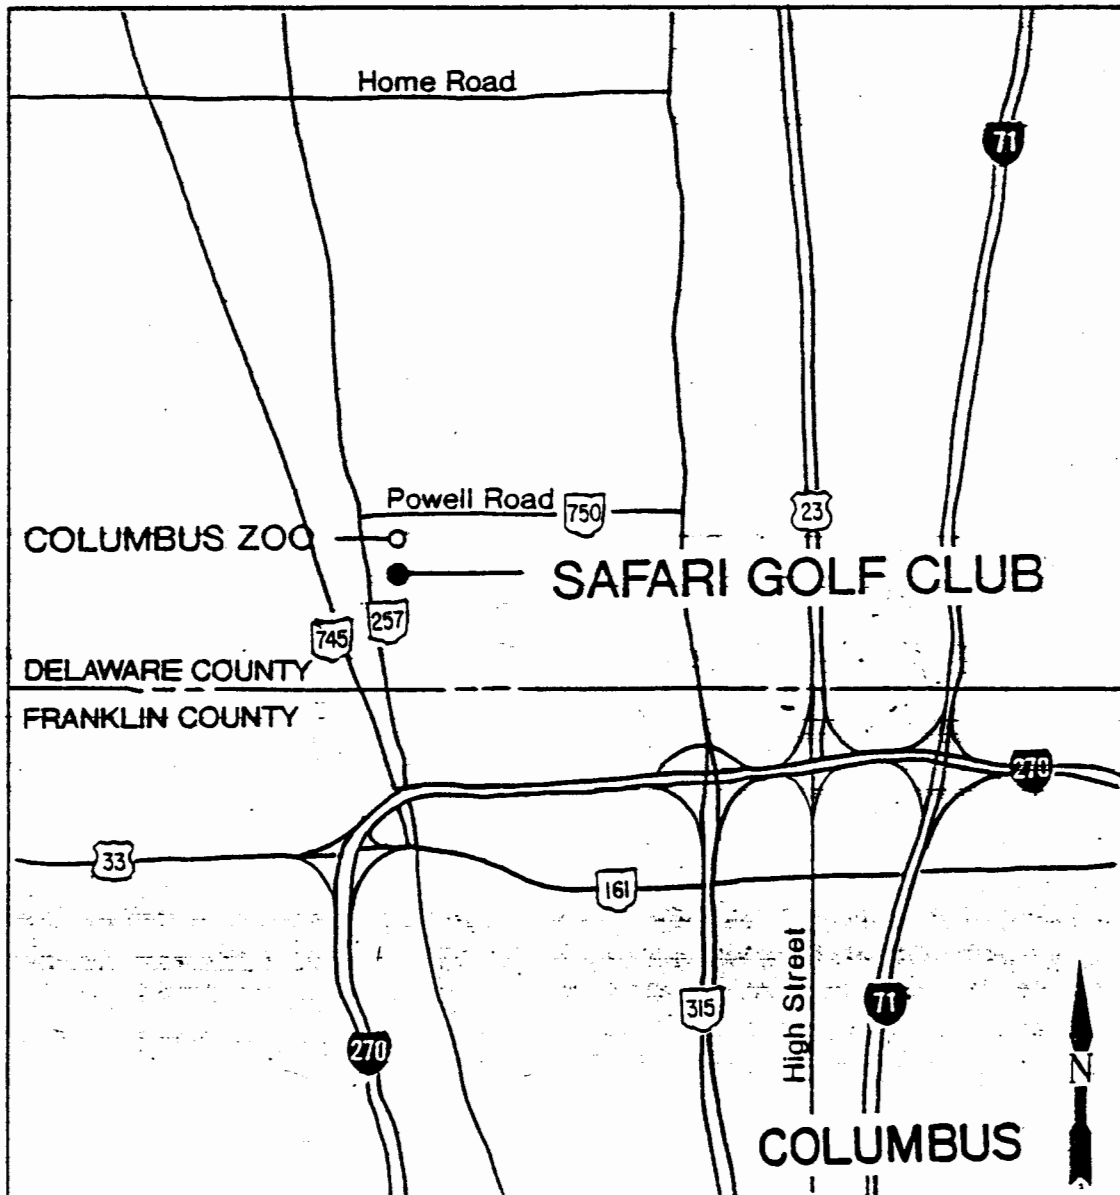 Home Road
71
Powell Road
750
23
COLUMBUS ZOO
SAFARI GOLF CLUB
257
745
DELAWARE COUNTY
FRANKLIN COUNTY
270
33
161
High Street
71
315
270
N
COLUMBUS